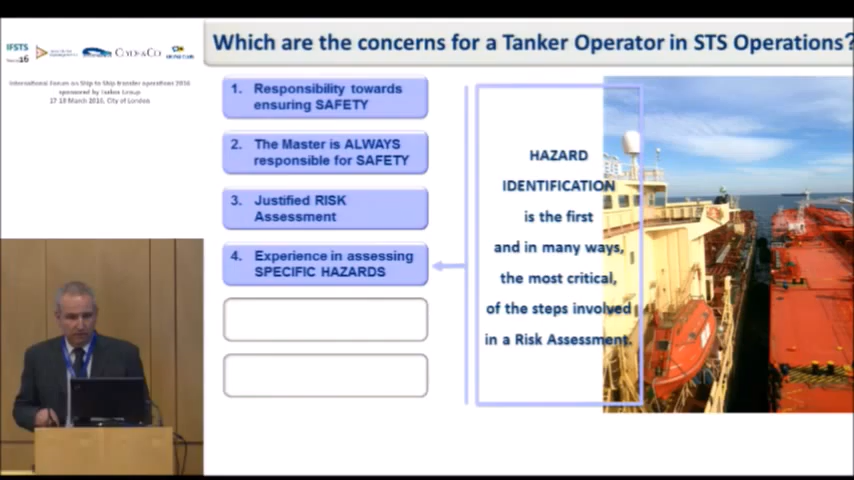 Which are the concerns for a Tanker Operator in STS Operations?
IFSTS
16
CLYDE&CO
International Forum on Ship to Ship transfer operations 2016
17-18 March 2016, City of London
1. Responsibility towards
ensuring SAFETY
2. The Master is ALWAYS
responsible for SAFETY
3. Justified RISK
Assessment
4. Experience in assessing
SPECIFIC HAZARDS
HAZARD
IDENTIFICATION
is the first
and in many ways,
the most critical,
of the steps involved
in a Risk Assessment.